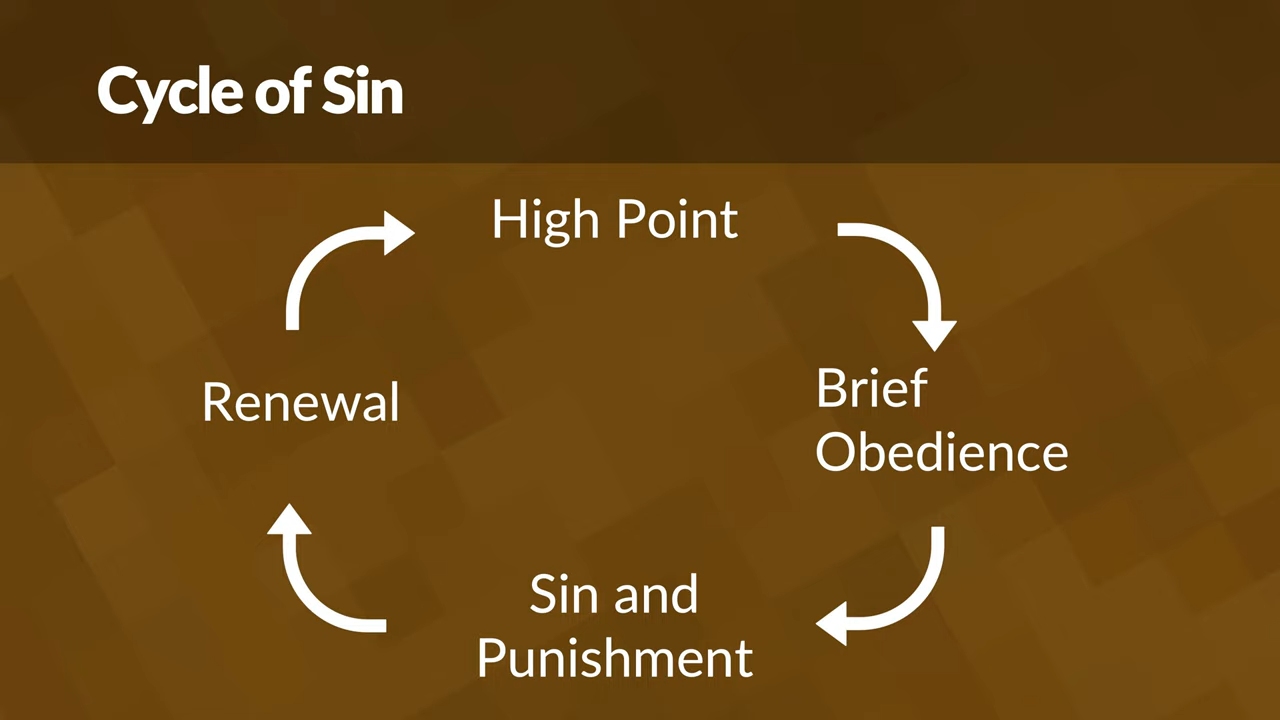 Cycle of Sin
High Point
Brief
Obedience
Sin and
Punishment
Renewal